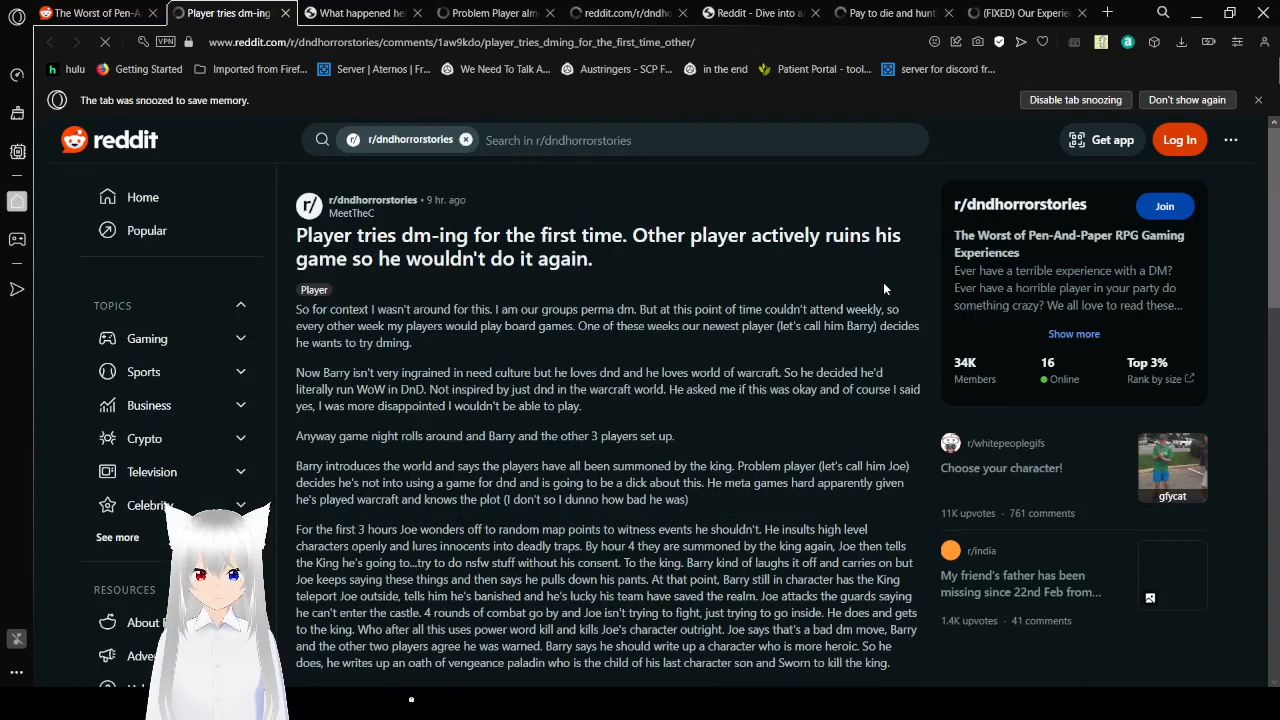 The Worst of Pen-A
Player tries dm-ing
What happened he
Problem Player alm
reddit.com/r/dndho
Reddit - Dive into a
Pay to die and hunt
(FIXED) Our Experie
VPN
www.reddit.com/r/dndhorrorstories/comments/1aw9kdo/player_tries_dming_for_the_first_time_other/
hulu
Getting Started
Imported from Firef...
Server | Aternos | Fr...
We Need To Talk A...
Austringers - SCP F...
in the end
Patient Portal - tool...
server for discord fr...
The tab was snoozed to save memory.
Disable tab snoozing
Don't show again
reddit
r/dndhorrorstories
Search in r/dndhorrorstories
Get app
Log In
Home
Popular
TOPICS
Gaming
Sports
Business
Crypto
Television
Celebrity
See more
RESOURCES
About
Adve
r/
r/dndhorrorstories • 9 hr. ago
MeetTheC
Player tries dm-ing for the first time. Other player actively ruins his
game so he wouldn't do it again.
Player
So for context I wasn't around for this. I am our groups perma dm. But at this point of time couldn't attend weekly, so
every other week my players would play board games. One of these weeks our newest player (let's call him Barry) decides
he wants to try dming.
Now Barry isn't very ingrained in need culture but he loves dnd and he loves world of warcraft. So he decided he'd
literally run WoW in DnD. Not inspired by just dnd in the warcraft world. He asked me if this was okay and of course I said
yes, I was more disappointed I wouldn't be able to play.
Anyway game night rolls around and Barry and the other 3 players set up.
Barry introduces the world and says the players have all been summoned by the king. Problem player (let's call him Joe)
decides he's not into using a game for dnd and is going to be a dick about this. He meta games hard apparently given
he's played warcraft and knows the plot (I don't so I dunno how bad he was)
For the first 3 hours Joe wonders off to random map points to witness events he shouldn't. He insults high level
characters openly and lures innocents into deadly traps. By hour 4 they are summoned by the king again, Joe then tells
the King he's going to...try to do nsfw stuff without his consent. To the king. Barry kind of laughs it off and carries on but
Joe keeps saying these things and then says he pulls down his pants. At that point, Barry still in character has the King
teleport Joe outside, tells him he's banished and he's lucky his team have saved the realm. Joe attacks the guards saying
he can't enter the castle. 4 rounds of combat go by and Joe isn't trying to fight, just trying to go inside. He does and gets
to the king. Who after all this uses power word kill and kills Joe's character outright. Joe says that's a bad dm move, Barry
and the other two players agree he was warned. Barry says he should write up a character who is more heroic. So he
does, he writes up an oath of vengeance paladin who is the child of his last character son and Sworn to kill the king.
r/dndhorrorstories
Join
The Worst of Pen-And-Paper RPG Gaming
Experiences
Ever have a terrible experience with a DM?
Ever have a horrible player in your party do
something crazy? We all love to read these...
Show more
34K
Members
16
Online
Top 3%
Rank by size
r/whitepeoplegifs
Choose your character!
gfycat
11K upvotes • 761 comments
r/india
My friend's father has been
missing since 22nd Feb from...
1.4K upvotes • 41 comments